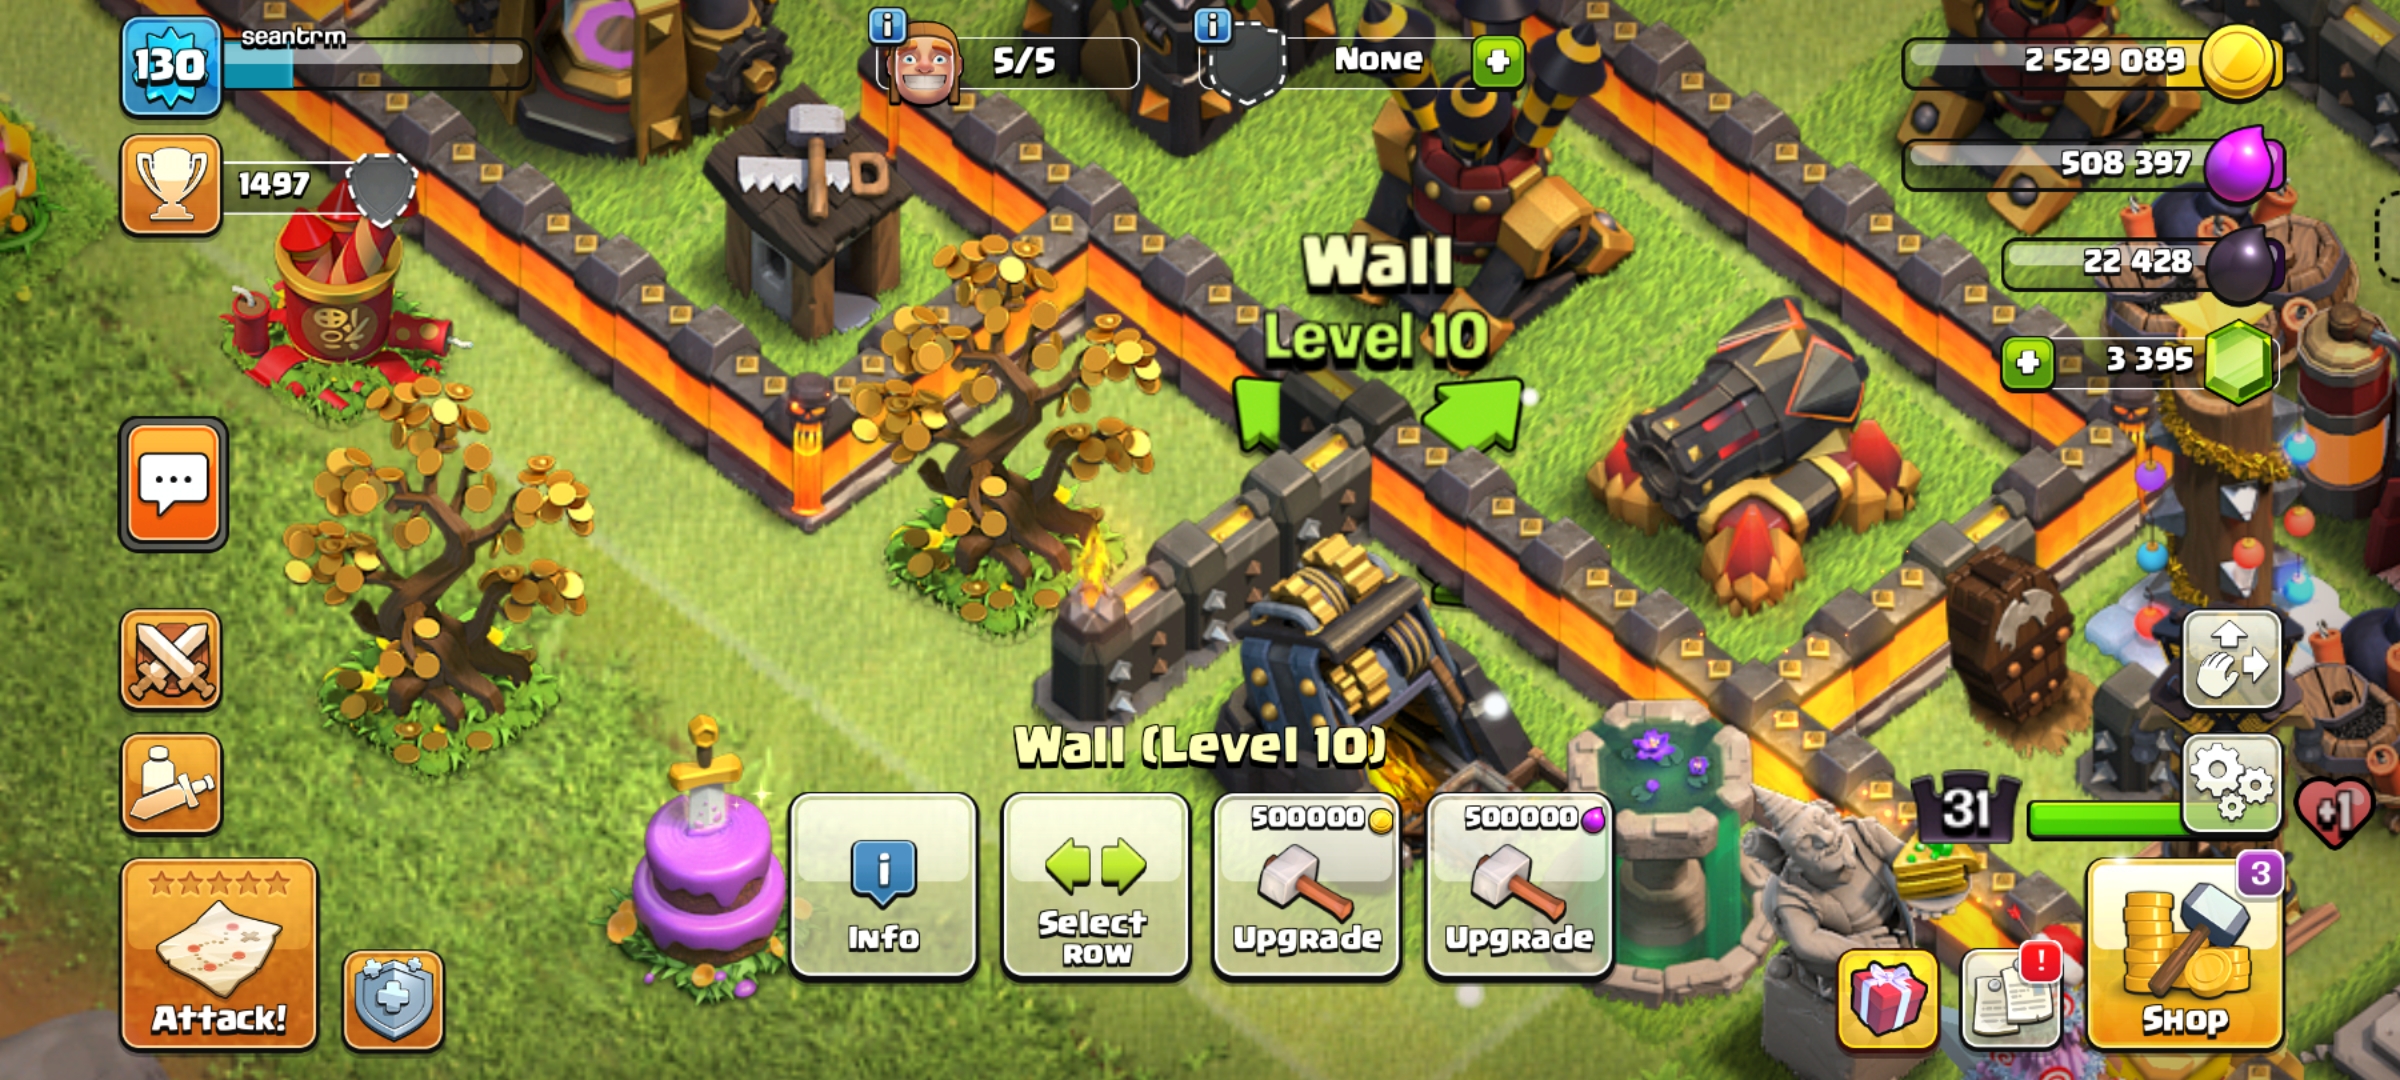 130
seantrm
5/5
None
2 529 089
1497
508 397
22 428
3 395
Wall
Level 10
Wall (Level 10)
Info
Select
row
500000
Upgrade
500000
Upgrade
31
+1
Attack!
3
!
Shop